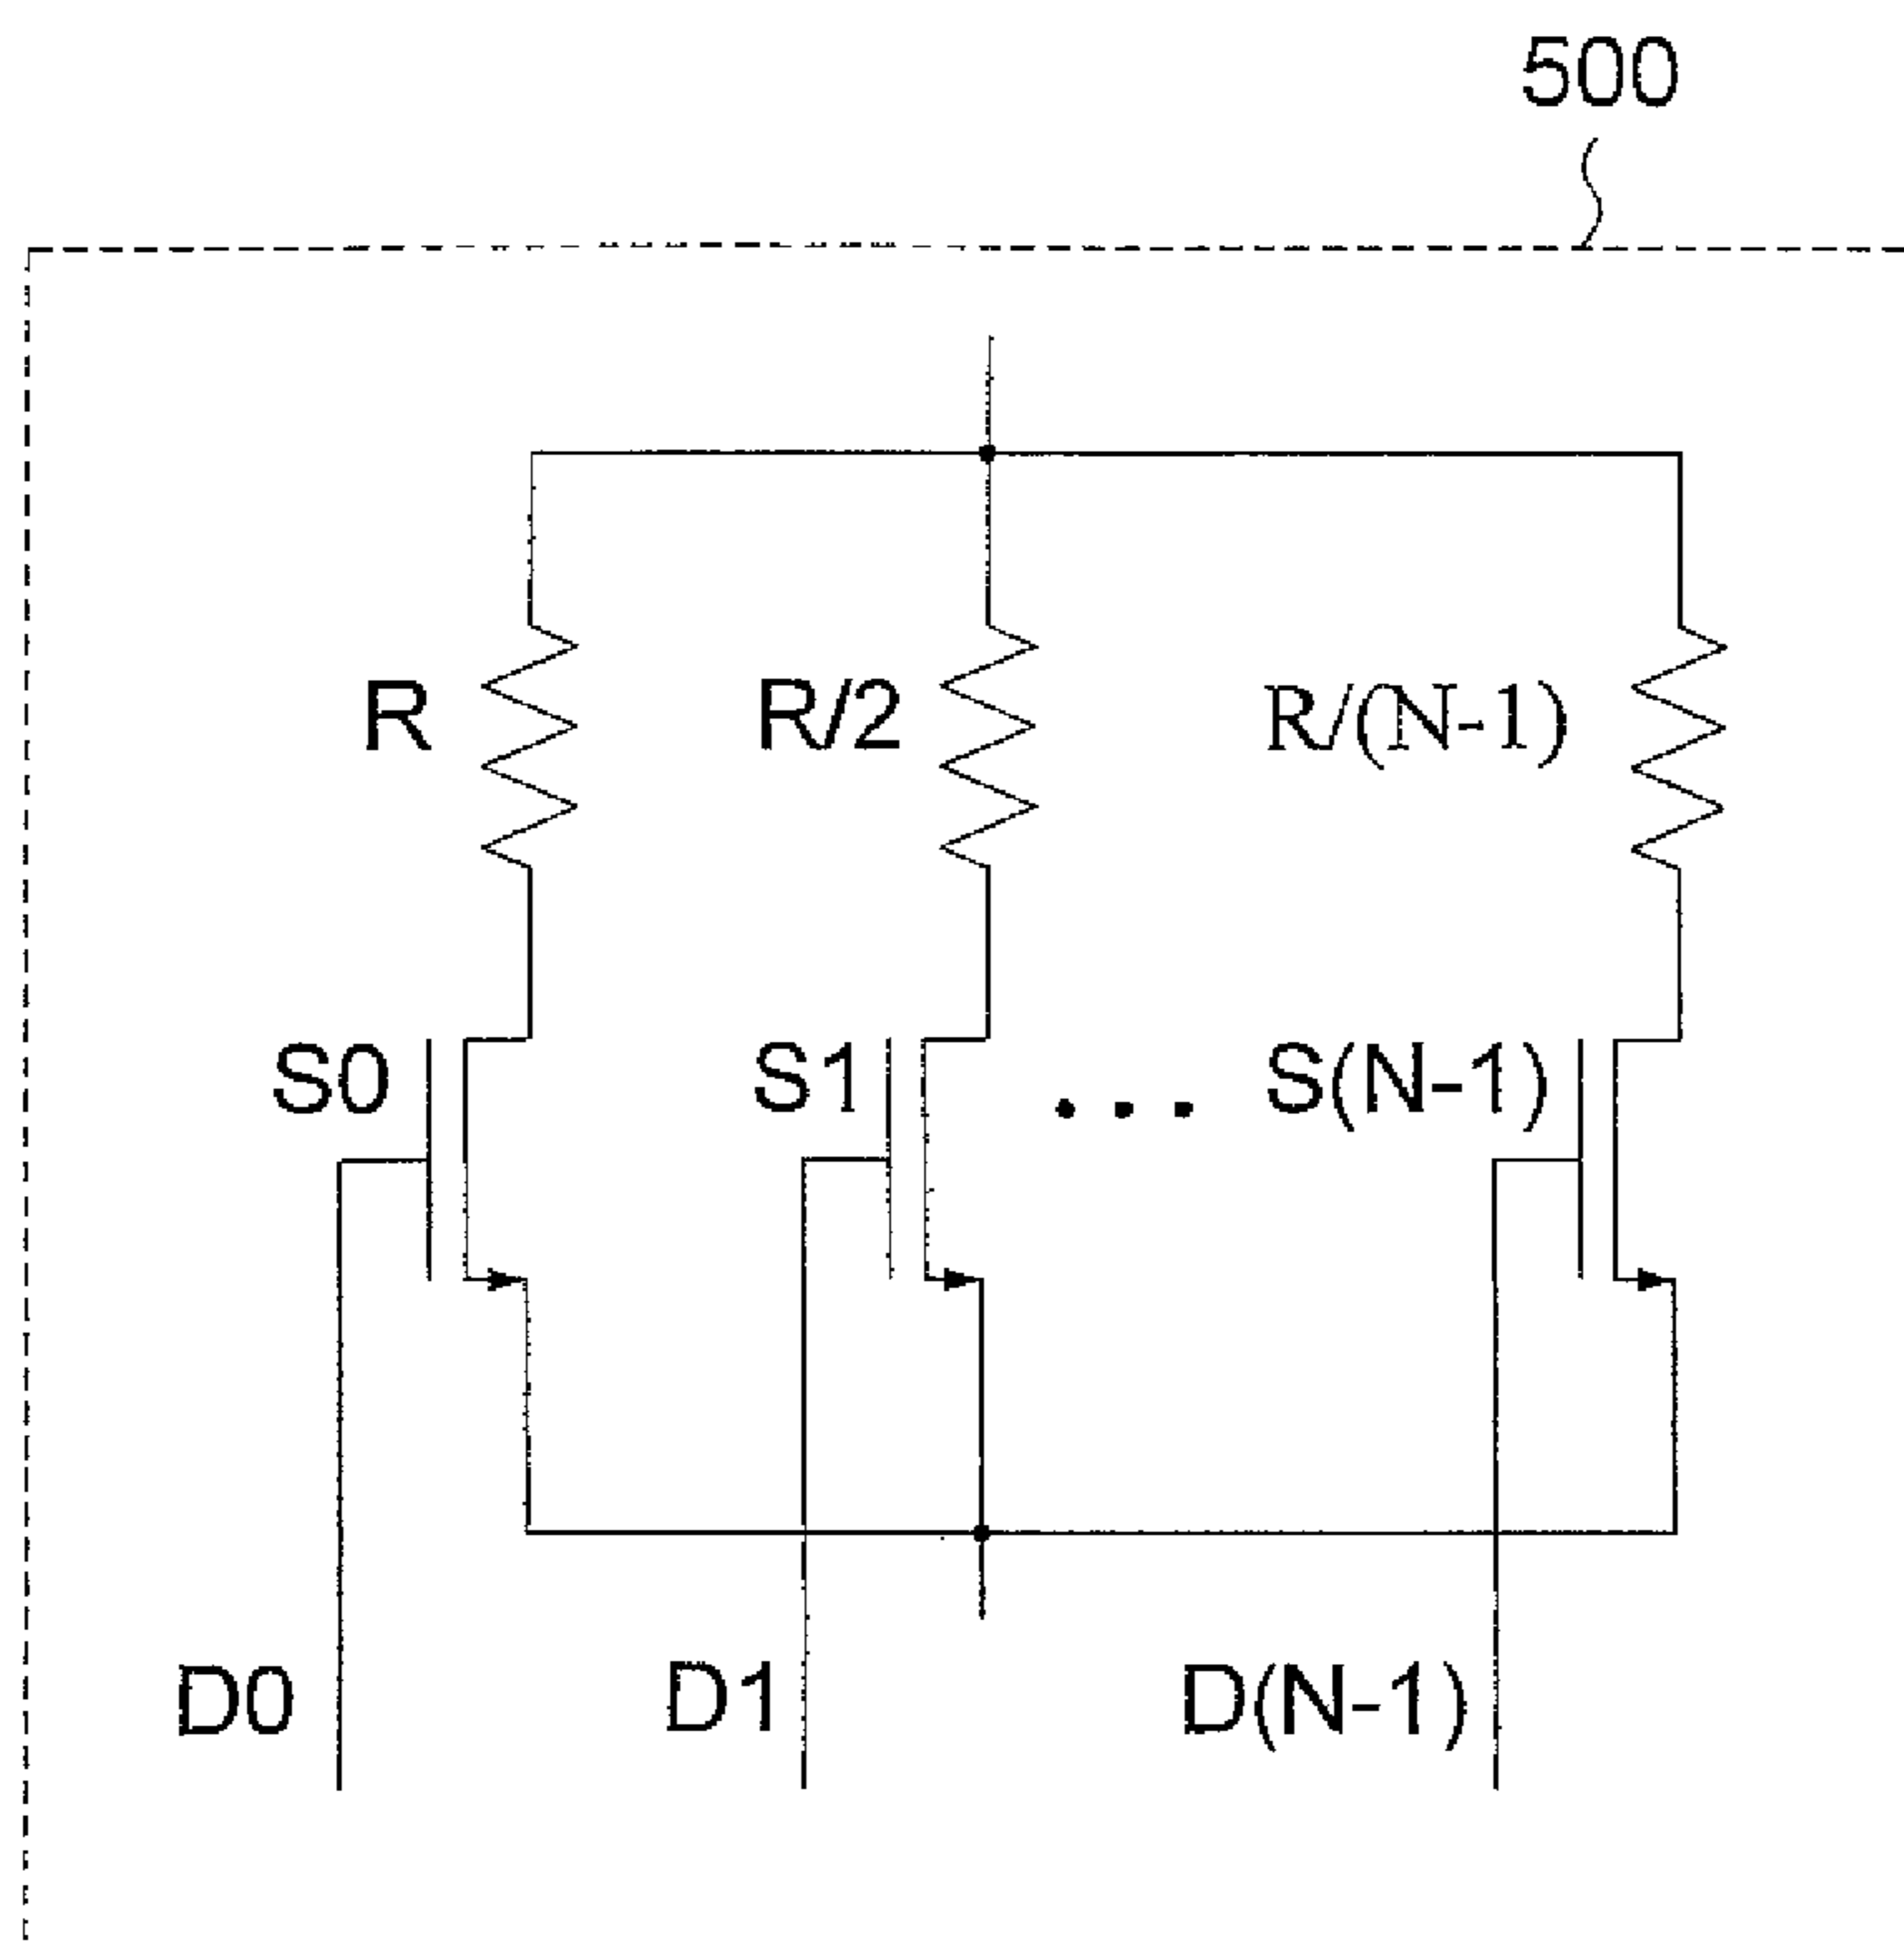 500
R
R/2
R/(N-1)
S0
S1
. . .
S(N-1)
D0
D1
D(N-1)